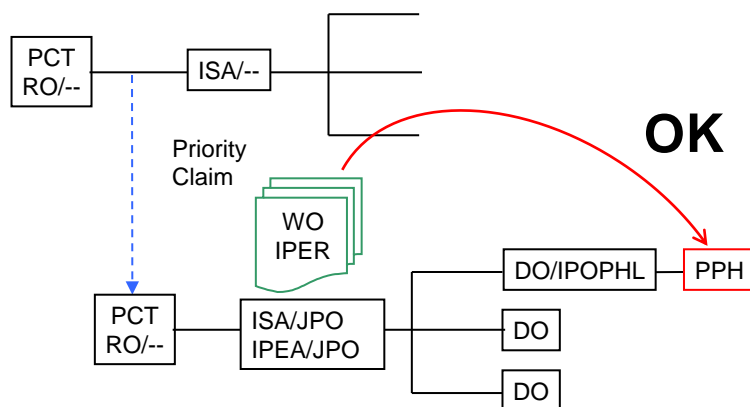 PCT
RO/--
ISA/--
OK
Priority
Claim
WO
IPER
DO/IPOPHL
PPH
PCT
RO/--
ISA/JPO
IPEA/JPO
DO
DO